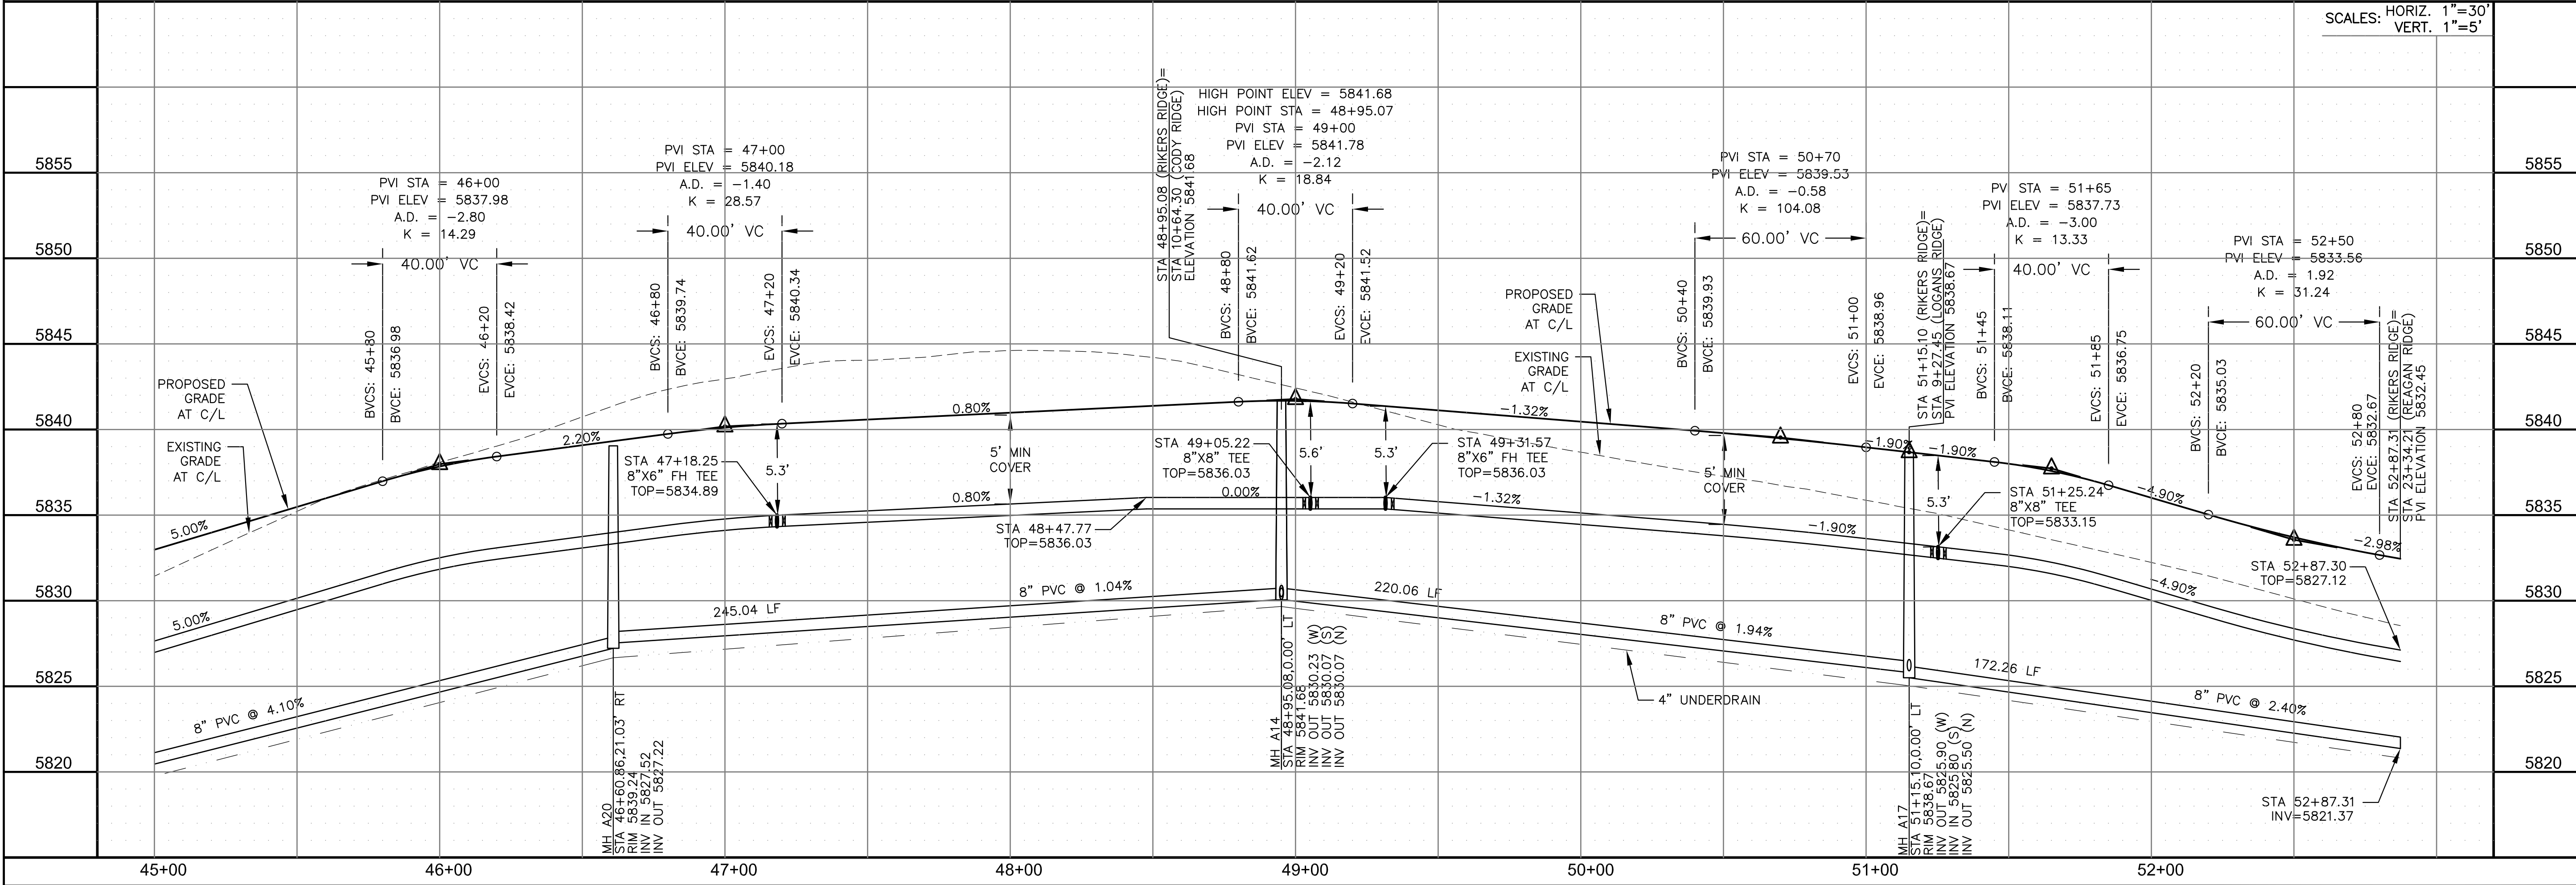 SCALES: HORIZ. 1"=30'
VERT. 1"=5'
5855
5850
5845
5840
5835
5830
5825
5820
5855
5850
5845
5840
5835
5830
5825
5820
PVI STA = 46+00
PVI ELEV = 5837.98
A.D. = -2.80
K = 14.29
40.00' VC
BVCS: 45+80
BVCE: 5836.98
EVCS: 46+20
EVCE: 5838.42
PVI STA = 47+00
PVI ELEV = 5840.18
A.D. = -1.40
K = 28.57
40.00' VC
BVCS: 46+80
BVCE: 5839.74
EVCS: 47+20
EVCE: 5840.34
STA 48+95.08 (RIKERS RIDGE)=
STA 10+64.30 (CODY RIDGE)
ELEVATION 5841.68
HIGH POINT ELEV = 5841.68
HIGH POINT STA = 48+95.07
PVI STA = 49+00
PVI ELEV = 5841.78
A.D. = -2.12
K = 18.84
40.00' VC
BVCS: 48+80
BVCE: 5841.62
EVCS: 49+20
EVCE: 5841.52
PVI STA = 50+70
PVI ELEV = 5839.53
A.D. = -0.58
K = 104.08
60.00' VC
BVCS: 50+40
BVCE: 5839.93
EVCS: 51+00
EVCE: 5838.96
STA 51+15.10 (RIKERS RIDGE)=
STA 9+27.45 (LOGANS RIDGE)
PVI ELEVATION 5838.67
PV STA = 51+65
PVI ELEV = 5837.73
A.D. = -3.00
K = 13.33
40.00' VC
BVCS: 51+45
BVCE: 5838.11
EVCS: 51+85
EVCE: 5836.75
PVI STA = 52+50
PVI ELEV = 5833.56
A.D. = 1.92
K = 31.24
60.00' VC
BVCS: 52+20
BVCE: 5835.03
EVCS: 52+80
EVCE: 5832.67
STA 52+87.31 (RIKERS RIDGE)=
STA 23+34.21 (REAGAN RIDGE)
PVI ELEVATION 5832.45
PROPOSED
GRADE
AT C/L
EXISTING
GRADE
AT C/L
5.00%
2.20%
0.80%
PROPOSED
GRADE
AT C/L
EXISTING
GRADE
AT C/L
-1.32%
-1.90%
-1.90%
-4.90%
-2.98%
STA 47+18.25
8"X6" FH TEE
TOP=5834.89
5.3'
5' MIN
COVER
STA 49+05.22
8"X8" TEE
TOP=5836.03
5.6'
5.3'
STA 49+31.57
8"X6" FH TEE
TOP=5836.03
5' MIN
COVER
5.3'
STA 51+25.24
8"X8" TEE
TOP=5833.15
5.00%
0.80%
0.00%
STA 48+47.77
TOP=5836.03
-1.32%
-1.90%
-4.90%
STA 52+87.30
TOP=5827.12
8" PVC @ 4.10%
245.04 LF
8" PVC @ 1.04%
220.06 LF
8" PVC @ 1.94%
172.26 LF
8" PVC @ 2.40%
4" UNDERDRAIN
MH A20
STA 46+60.86,21.03' RT
RIM 5839.24
INV IN 5827.52
INV OUT 5827.22
MH A14
STA 48+95.08,0.00' LT
RIM 5841.68
INV OUT 5830.23 (W)
INV OUT 5830.07 (S)
INV OUT 5830.07 (N)
MH A17
STA 51+15.10,0.00' LT
RIM 5838.67
INV OUT 5825.90 (W)
INV IN 5825.80 (S)
INV OUT 5825.50 (N)
STA 52+87.31
INV=5821.37
45+00
46+00
47+00
48+00
49+00
50+00
51+00
52+00